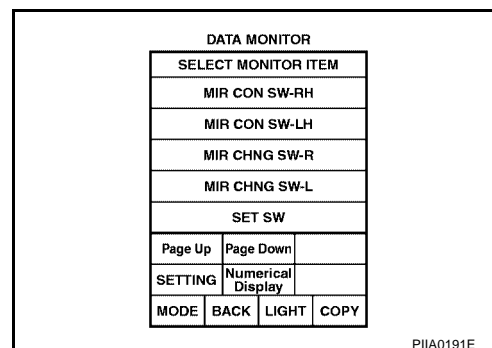 DATA MONITOR
SELECT MONITOR ITEM
MIR CON SW-RH
MIR CON SW-LH
MIR CHNG SW-R
MIR CHNG SW-L
SET SW
Page Up Page Down
SETTING Numerical
Display
MODE BACK LIGHT COPY
PIIA0191E